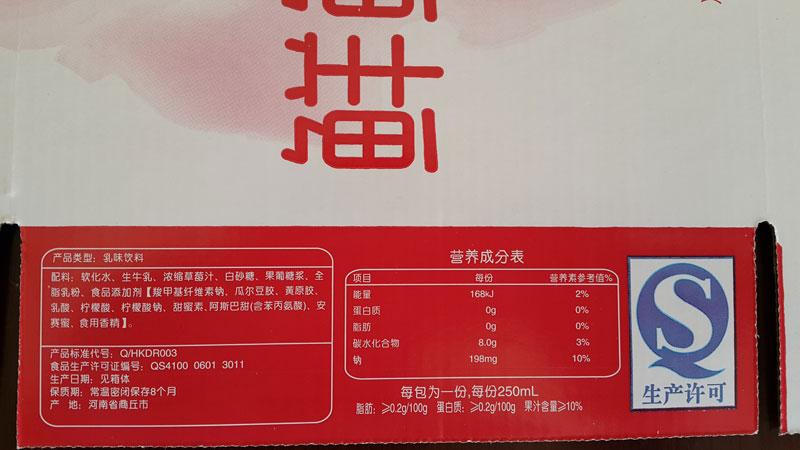 产品类型：乳味饮料
配料：软化水、生牛乳、浓缩草莓汁、白砂糖、果葡糖浆、全
脂乳粉、食品添加剂【羧甲基纤维素钠、瓜尔豆胶、黄原胶、
乳酸、柠檬酸、柠檬酸钠、甜蜜素、阿斯巴甜(含苯丙氨酸)、安
赛蜜、食用香精】。
产品标准代号：Q/HKDR003
食品生产许可证编号：QS4100 0601 3011
生产日期：见箱体
保质期：常温密闭保存8个月
产 地：河南省商丘市
营养成分表
项目 每份 营养素参考值%
能量 168kJ 2%
蛋白质 0g 0%
脂肪 0g 0%
碳水化合物 8.0g 3%
钠 198mg 10%
每包为一份,每份250mL
脂肪：≥0.2g/100g 蛋白质：≥0.2g/100g 果汁含量≥10%
QS
生产许可